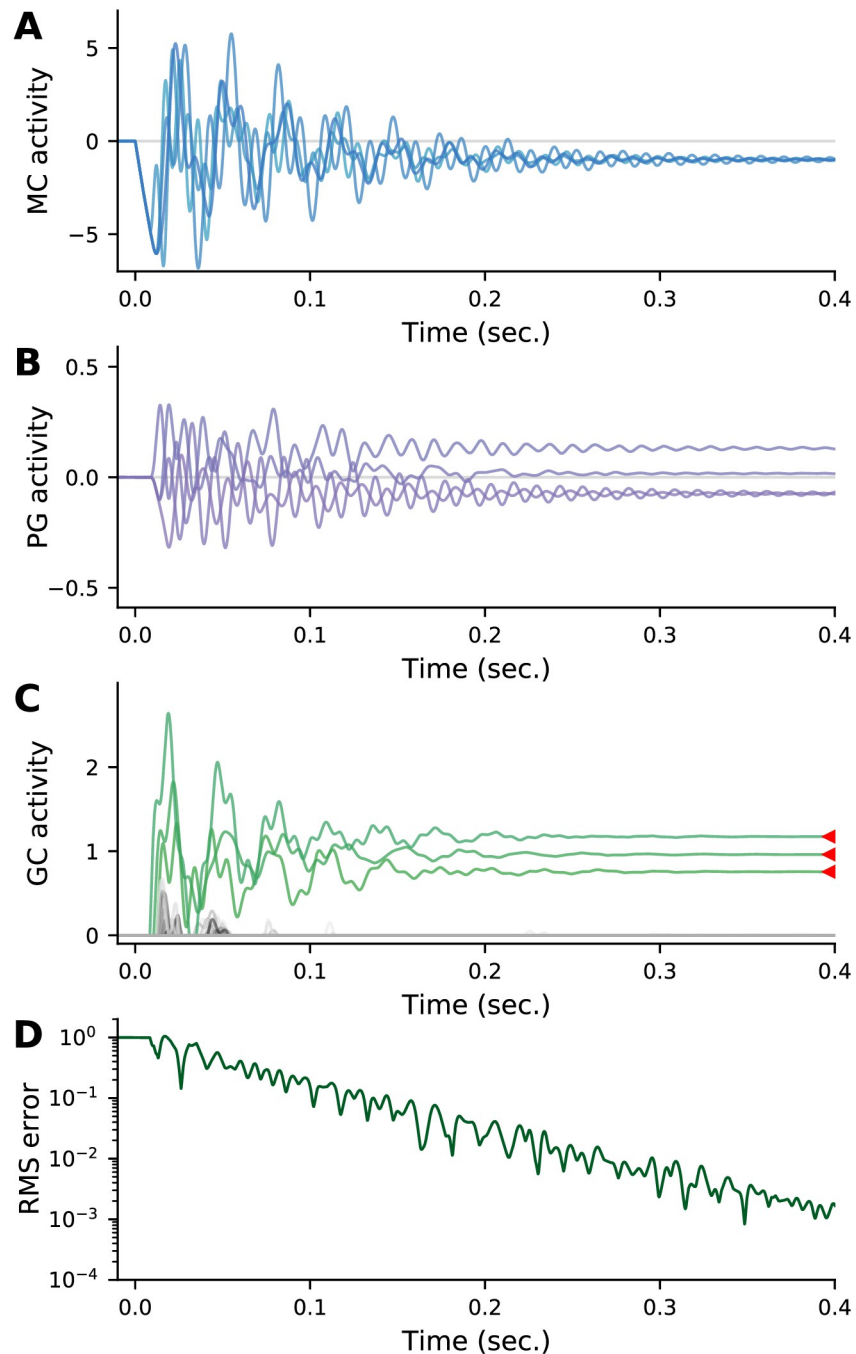 A
MC activity
5
0
−5
0.0 0.1 0.2 0.3 0.4
Time (sec.)
B
PG activity
0.5
0.0
−0.5
0.0 0.1 0.2 0.3 0.4
Time (sec.)
C
GC activity
2
1
0
0.0 0.1 0.2 0.3 0.4
Time (sec.)
D
RMS error
10⁰
10⁻¹
10⁻²
10⁻³
10⁻⁴
0.0 0.1 0.2 0.3 0.4
Time (sec.)